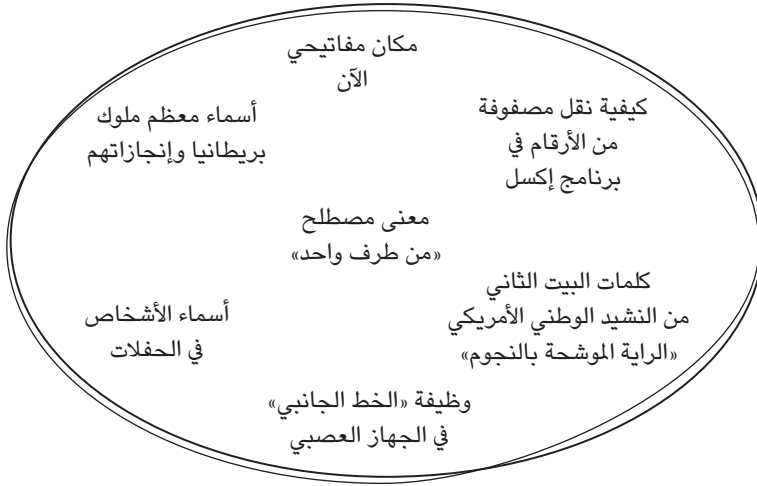 مكان مفاتيحي
الآن
كيفية نقل مصفوفة
من الأرقام في
برنامج إكسل
أسماء معظم ملوك
بريطانيا وإنجازاتهم
معنى مصطلح
«من طرف واحد»
كلمات البيت الثاني
من النشيد الوطني الأمريكي
«الراية الموشحة بالنجوم»
أسماء الأشخاص
في الحفلات
وظيفة «الخط الجانبي»
في الجهاز العصبي